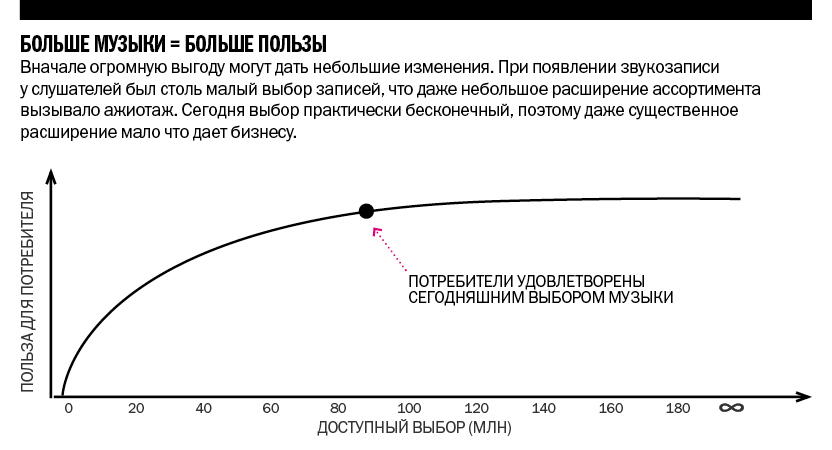 БОЛЬШЕ МУЗЫКИ = БОЛЬШЕ ПОЛЬЗЫ
Вначале огромную выгоду могут дать небольшие изменения. При появлении звукозаписи
у слушателей был столь малый выбор записей, что даже небольшое расширение ассортимента
вызывало ажиотаж. Сегодня выбор практически бесконечный, поэтому даже существенное
расширение мало что дает бизнесу.
ПОЛЬЗА ДЛЯ ПОТРЕБИТЕЛЯ
ПОТРЕБИТЕЛИ УДОВЛЕТВОРЕНЫ
СЕГОДНЯШНИМ ВЫБОРОМ МУЗЫКИ
0 20 40 60 80 100 120 140 160 180 ∞
ДОСТУПНЫЙ ВЫБОР (МЛН)